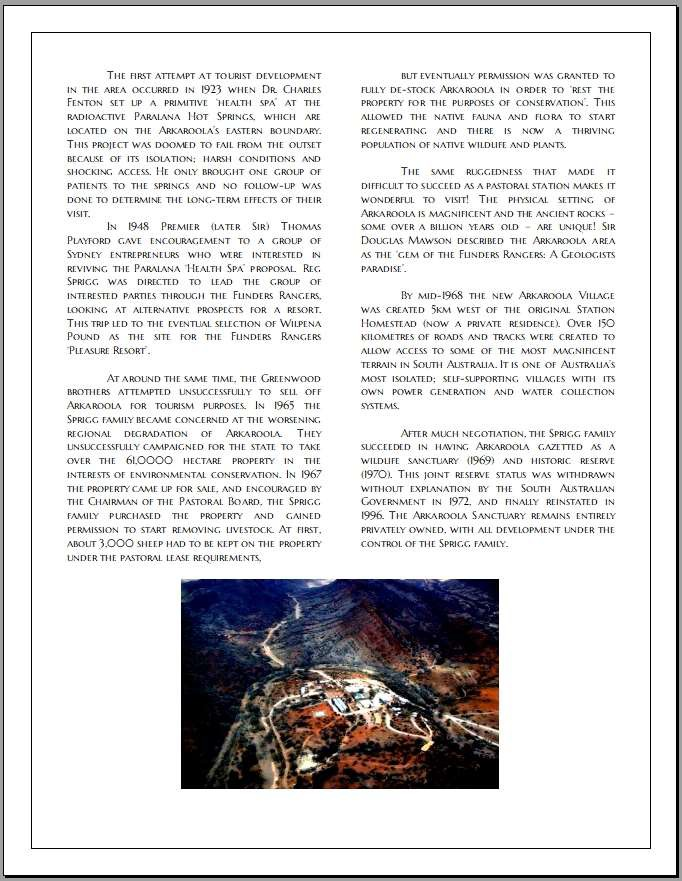 The first attempt at tourist development
in the area occurred in 1923 when Dr. Charles
Fenton set up a primitive 'health spa' at the
radioactive Paralana Hot Springs, which are
located on the Arkaroola's eastern boundary.
This project was doomed to fail from the outset
because of its isolation; harsh conditions and
shocking access. He only brought one group of
patients to the springs and no follow-up was
done to determine the long-term effects of their
visit.
In 1948 Premier (later Sir) Thomas
Playford gave encouragement to a group of
Sydney entrepreneurs who were interested in
reviving the Paralana 'Health Spa' proposal. Reg
Sprigg was directed to lead the group of
interested parties through the Flinders Rangers,
looking at alternative prospects for a resort.
This trip led to the eventual selection of Wilpena
Pound as the site for the Flinders Rangers
'Pleasure Resort'.
At around the same time, the Greenwood
brothers attempted unsuccessfully to sell off
Arkaroola for tourism purposes. In 1965 the
Sprigg family became concerned at the worsening
regional degradation of Arkaroola. They
unsuccessfully campaigned for the state to take
over the 61,0000 hectare property in the
interests of environmental conservation. In 1967
the property came up for sale, and encouraged by
the Chairman of the Pastoral Board, the Sprigg
family purchased the property and gained
permission to start removing livestock. At first,
about 3,000 sheep had to be kept on the property
under the pastoral lease requirements,
but eventually permission was granted to
fully de-stock Arkaroola in order to 'rest the
property for the purposes of conservation'. This
allowed the native fauna and flora to start
regenerating and there is now a thriving
population of native wildlife and plants.
The same ruggedness that made it
difficult to succeed as a pastoral station makes it
wonderful to visit! The physical setting of
Arkaroola is magnificent and the ancient rocks –
some over a billion years old – are unique! Sir
Douglas Mawson described the Arkaroola area
as the 'gem of the Flinders Rangers: A Geologists
paradise'.
By mid-1968 the new Arkaroola Village
was created 5km west of the original Station
Homestead (now a private residence). Over 150
kilometres of roads and tracks were created to
allow access to some of the most magnificent
terrain in South Australia. It is one of Australia's
most isolated; self-supporting villages with its
own power generation and water collection
systems.
After much negotiation, the Sprigg family
succeeded in having Arkaroola gazetted as a
wildlife sanctuary (1969) and historic reserve
(1970). This joint reserve status was withdrawn
without explanation by the South Australian
Government in 1972, and finally reinstated in
1996. The Arkaroola Sanctuary remains entirely
privately owned, with all development under the
control of the Sprigg family.